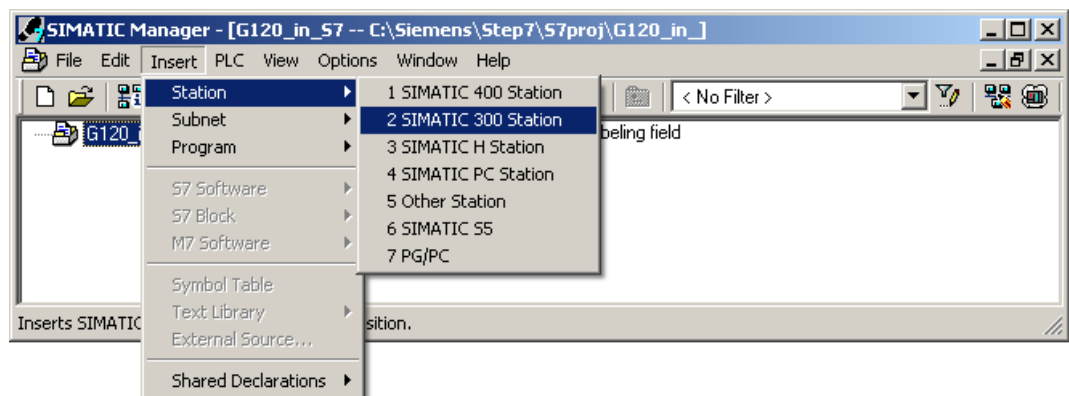 SIMATIC Manager - [G120_in_S7 -- C:\Siemens\Step7\S7proj\G120_in_]
File Edit Insert PLC View Options Window Help
< No Filter >
G120_
beling field
Station
Subnet
Program
S7 Software
S7 Block
M7 Software
Symbol Table
Text Library
External Source...
Shared Declarations
1 SIMATIC 400 Station
2 SIMATIC 300 Station
3 SIMATIC H Station
4 SIMATIC PC Station
5 Other Station
6 SIMATIC S5
7 PG/PC
Inserts SIMATIC sition.